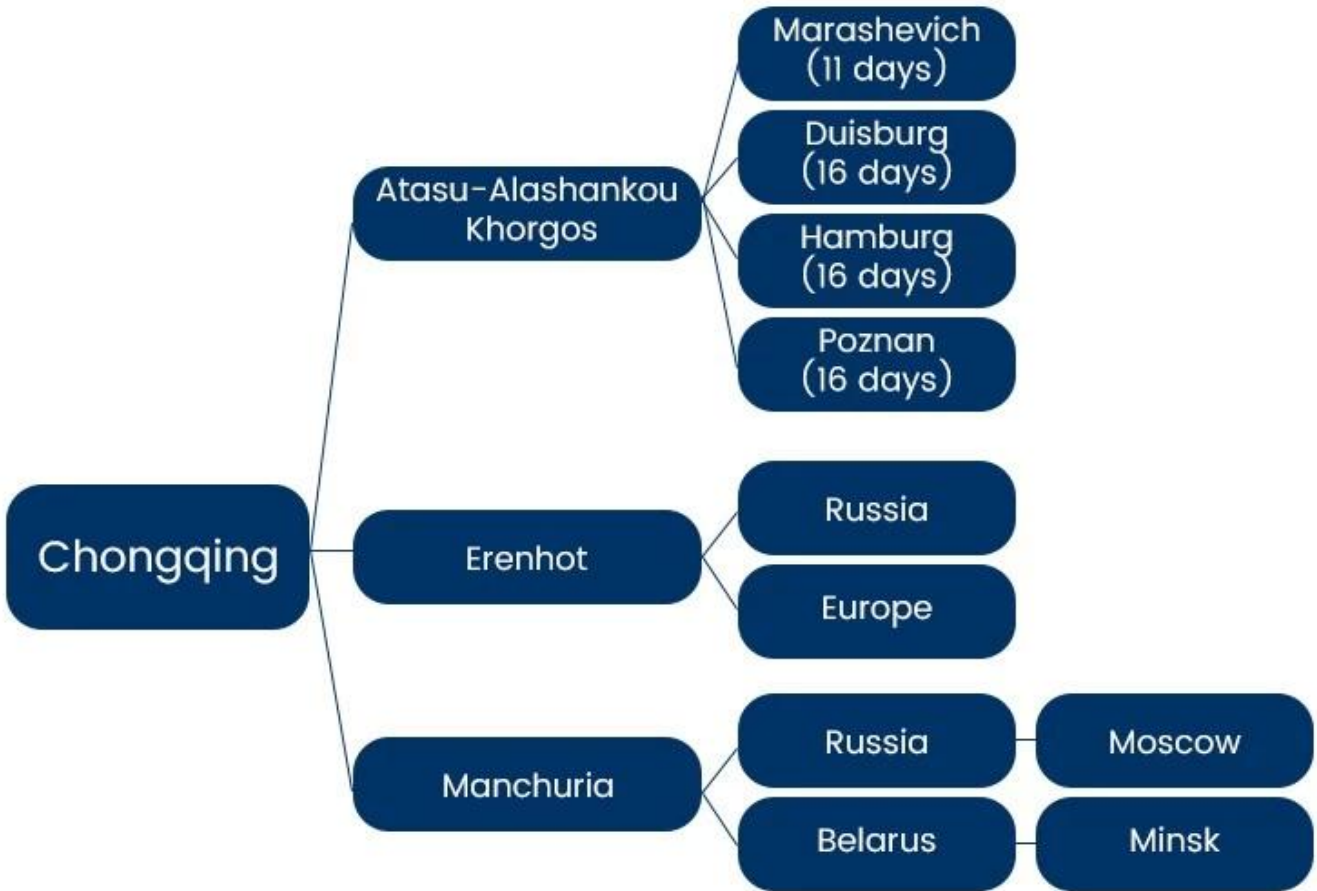 Marashevich
(11 days)
Duisburg
(16 days)
Atasu-Alashankou
Khorgos
Hamburg
(16 days)
Poznan
(16 days)
Chongqing
Erenhot
Russia
Europe
Manchuria
Russia
Moscow
Belarus
Minsk